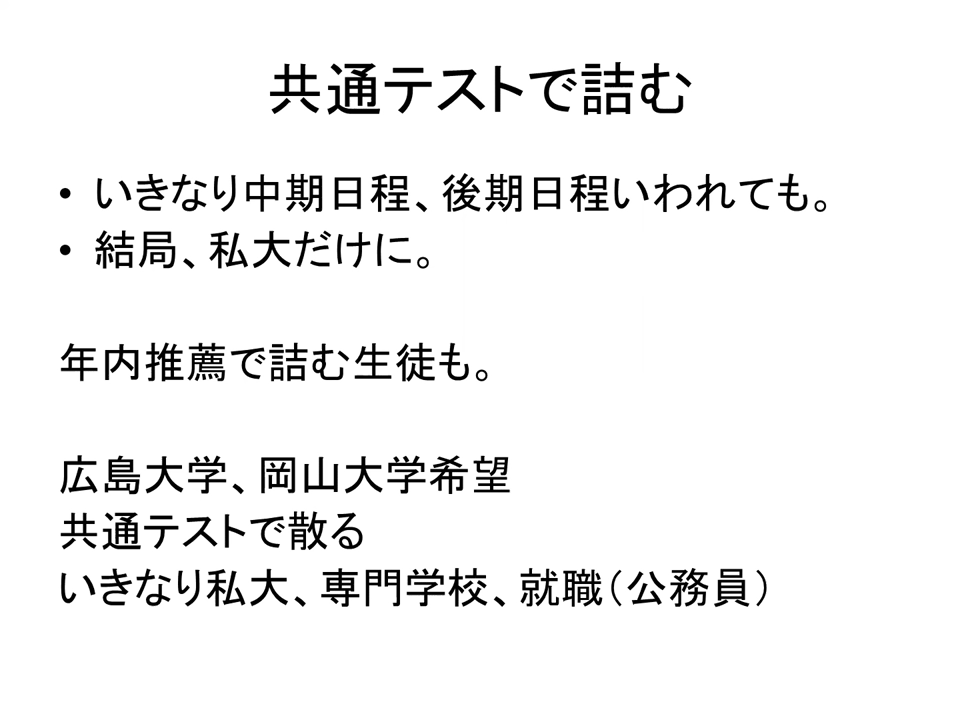 共通テストで詰む
• いきなり中期日程、後期日程いわれても。
• 結局、私大だけに。
年内推薦で詰む生徒も。
広島大学、岡山大学希望
共通テストで散る
いきなり私大、専門学校、就職（公務員）